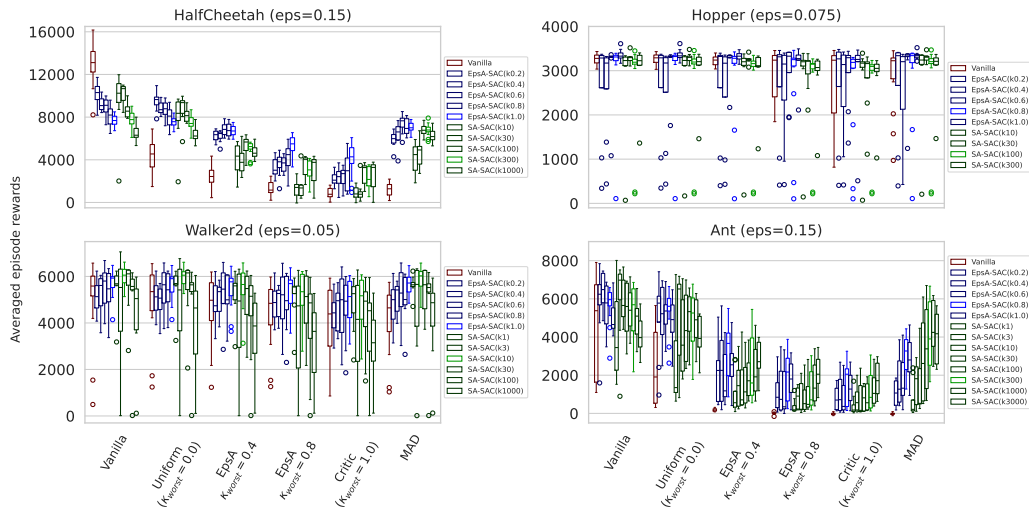 HalfCheetah (eps=0.15)
16000
12000
8000
4000
0
Vanilla
EpsA-SAC(k0.2)
EpsA-SAC(k0.4)
EpsA-SAC(k0.6)
EpsA-SAC(k0.8)
EpsA-SAC(k1.0)
SA-SAC(k10)
SA-SAC(k30)
SA-SAC(k100)
SA-SAC(k300)
SA-SAC(k1000)
Hopper (eps=0.075)
4000
3000
2000
1000
0
Vanilla
EpsA-SAC(k0.2)
EpsA-SAC(k0.4)
EpsA-SAC(k0.6)
EpsA-SAC(k0.8)
EpsA-SAC(k1.0)
SA-SAC(k10)
SA-SAC(k30)
SA-SAC(k100)
SA-SAC(k300)
Averaged episode rewards
Walker2d (eps=0.05)
6000
4000
2000
0
Vanilla
EpsA-SAC(k0.2)
EpsA-SAC(k0.4)
EpsA-SAC(k0.6)
EpsA-SAC(k0.8)
EpsA-SAC(k1.0)
SA-SAC(k1)
SA-SAC(k3)
SA-SAC(k10)
SA-SAC(k30)
SA-SAC(k100)
SA-SAC(k1000)
Vanilla
Uniform
(κworst = 0.0)
EpsA
κworst = 0.4
EpsA
κworst = 0.8
Critic
(κworst = 1.0)
MAD
Ant (eps=0.15)
8000
6000
4000
2000
0
Vanilla
EpsA-SAC(k0.2)
EpsA-SAC(k0.4)
EpsA-SAC(k0.6)
EpsA-SAC(k0.8)
EpsA-SAC(k1.0)
SA-SAC(k1)
SA-SAC(k3)
SA-SAC(k10)
SA-SAC(k30)
SA-SAC(k100)
SA-SAC(k300)
SA-SAC(k1000)
Vanilla
Uniform
(κworst = 0.0)
EpsA
κworst = 0.4
EpsA
κworst = 0.8
Critic
(κworst = 1.0)
MAD